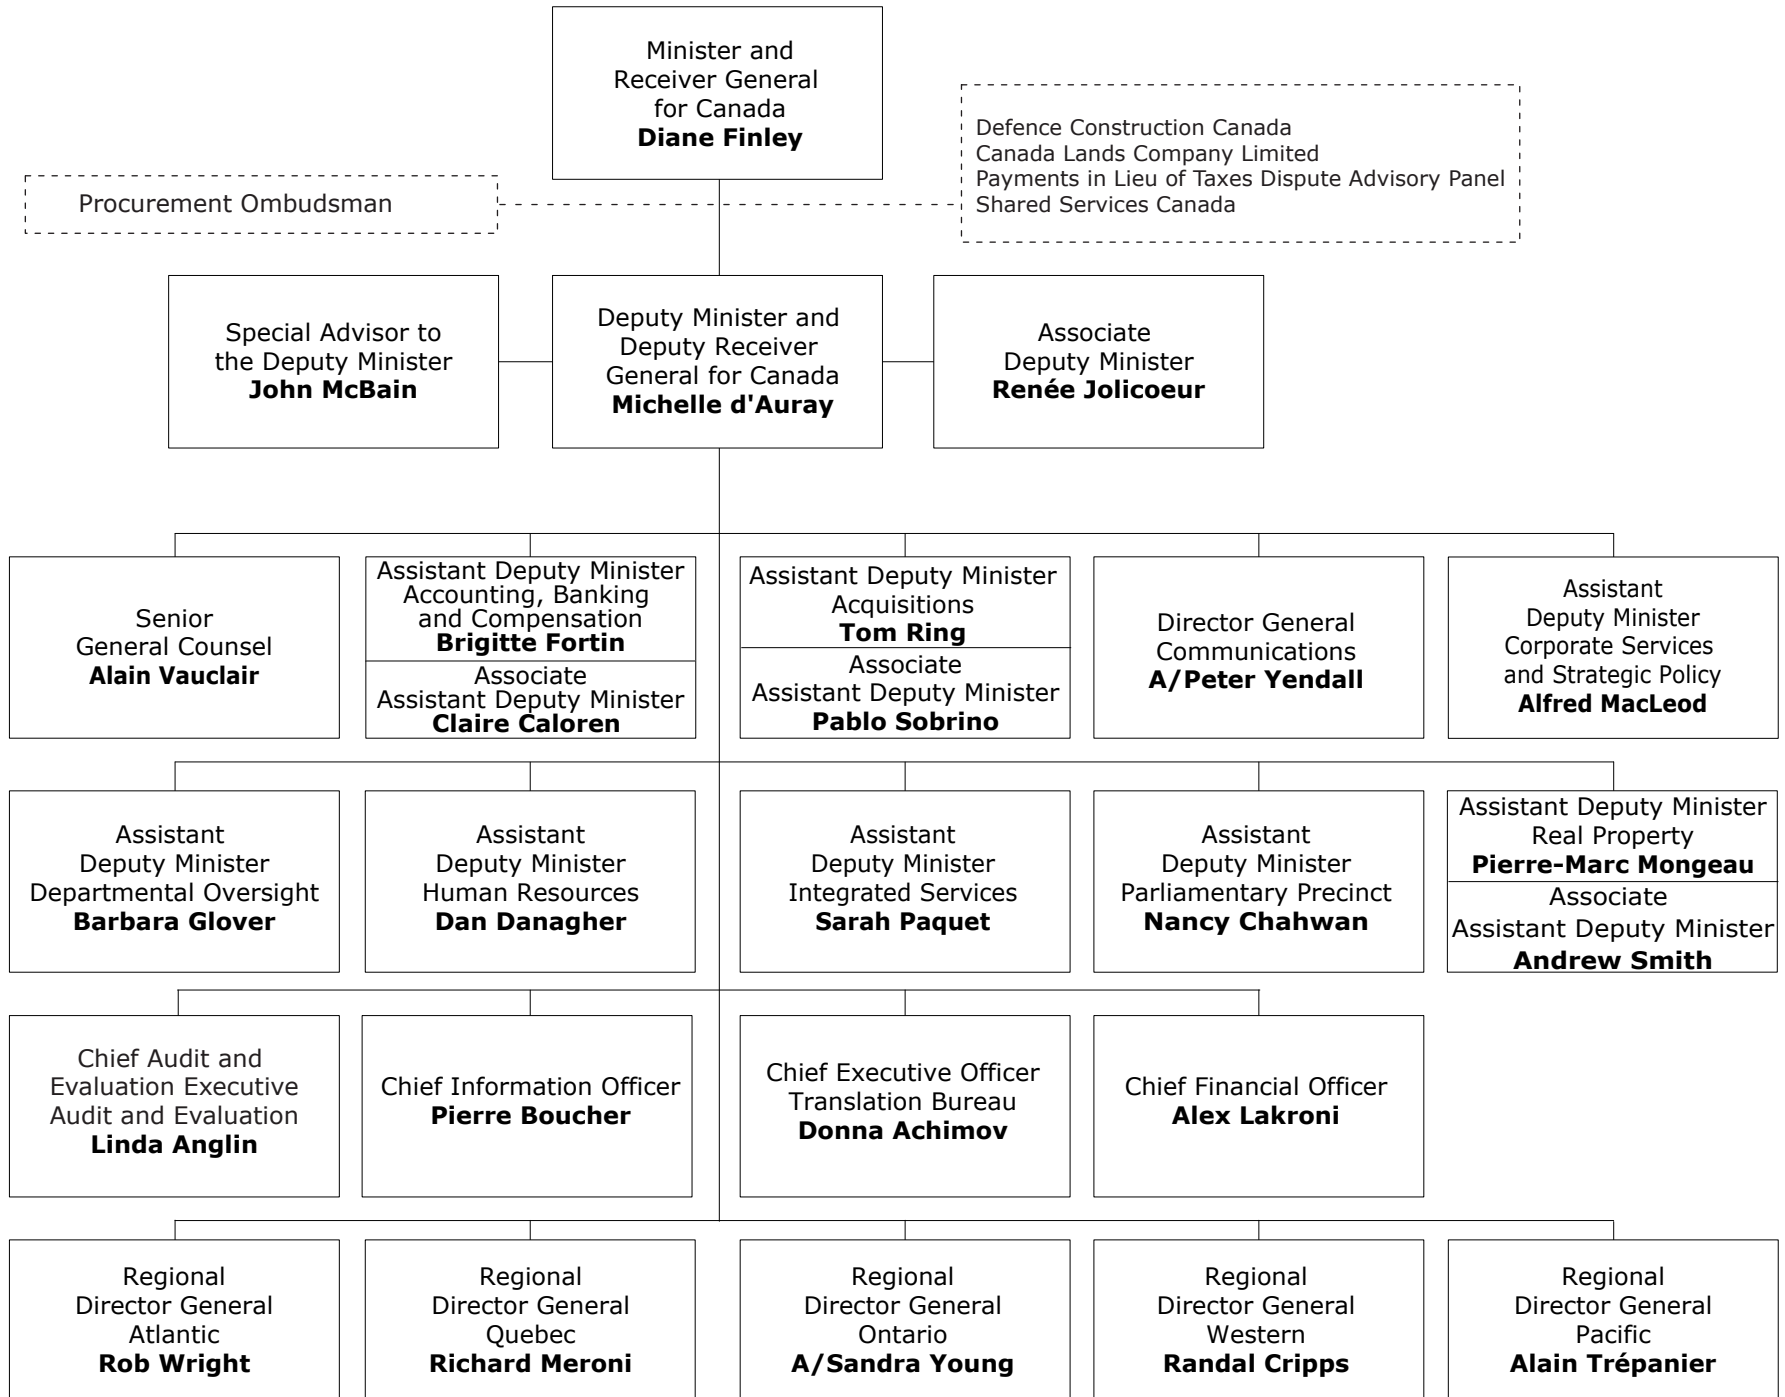 Minister and
Receiver General
for Canada
Diane Finley
Defence Construction Canada
Canada Lands Company Limited
Payments in Lieu of Taxes Dispute Advisory Panel
Shared Services Canada
Procurement Ombudsman
Special Advisor to
the Deputy Minister
John McBain
Deputy Minister and
Deputy Receiver
General for Canada
Michelle d'Auray
Associate
Deputy Minister
Renée Jolicoeur
Senior
General Counsel
Alain Vauclair
Assistant Deputy Minister
Accounting, Banking
and Compensation
Brigitte Fortin
Associate
Assistant Deputy Minister
Claire Caloren
Assistant Deputy Minister
Acquisitions
Tom Ring
Associate
Assistant Deputy Minister
Pablo Sobrino
Director General
Communications
A/Peter Yendall
Assistant
Deputy Minister
Corporate Services
and Strategic Policy
Alfred MacLeod
Assistant
Deputy Minister
Departmental Oversight
Barbara Glover
Assistant
Deputy Minister
Human Resources
Dan Danagher
Assistant
Deputy Minister
Integrated Services
Sarah Paquet
Assistant
Deputy Minister
Parliamentary Precinct
Nancy Chahwan
Assistant Deputy Minister
Real Property
Pierre-Marc Mongeau
Associate
Assistant Deputy Minister
Andrew Smith
Chief Audit and
Evaluation Executive
Audit and Evaluation
Linda Anglin
Chief Information Officer
Pierre Boucher
Chief Executive Officer
Translation Bureau
Donna Achimov
Chief Financial Officer
Alex Lakroni
Regional
Director General
Atlantic
Rob Wright
Regional
Director General
Quebec
Richard Meroni
Regional
Director General
Ontario
A/Sandra Young
Regional
Director General
Western
Randal Cripps
Regional
Director General
Pacific
Alain Trépanier